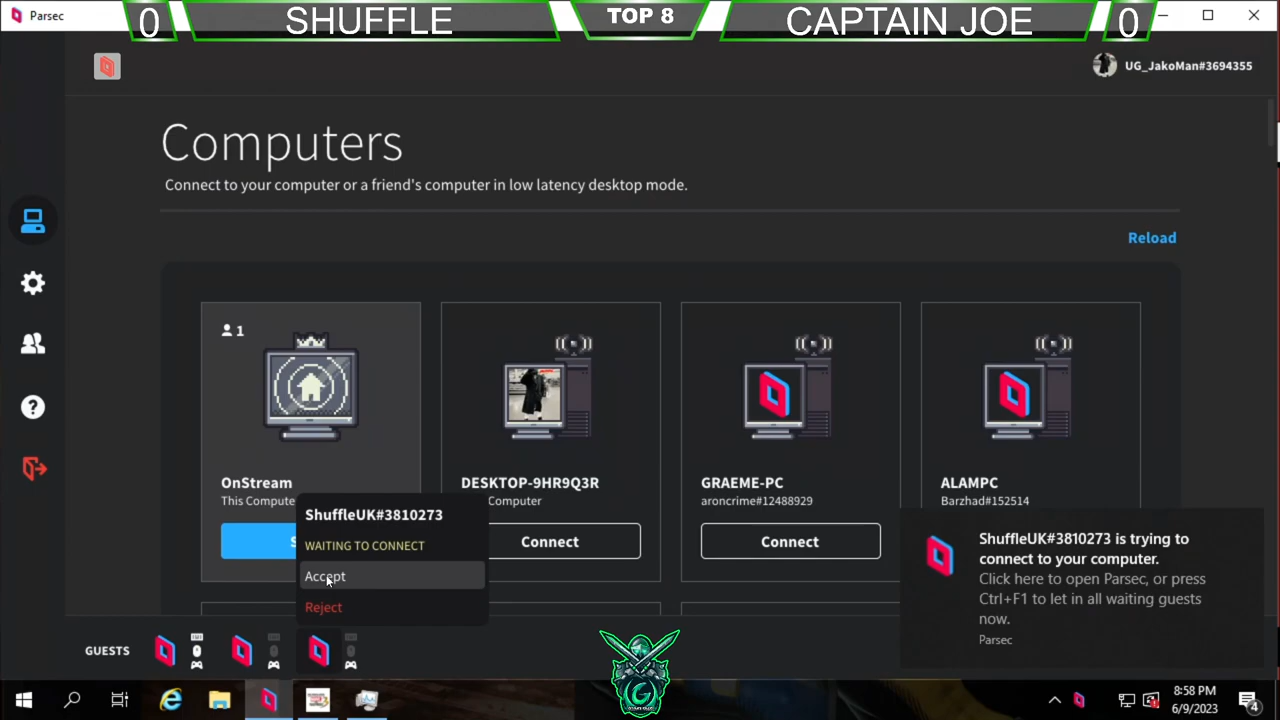 Parsec
0 SHUFFLE TOP 8 CAPTAIN JOE 0
UG_JakoMan#3694355
Computers
Connect to your computer or a friend's computer in low latency desktop mode.
Reload
1
OnStream
This Compute
DESKTOP-9HR9Q3R
Computer
GRAEME-PC
aroncrime#12488929
ALAMPC
Barzhad#152514
S
Connect
Connect
ShuffleUK#3810273
WAITING TO CONNECT
Accept
Reject
ShuffleUK#3810273 is trying to
connect to your computer.
Click here to open Parsec, or press
Ctrl+F1 to let in all waiting guests
now.
Parsec
GUESTS
8:58 PM
6/9/2023
4